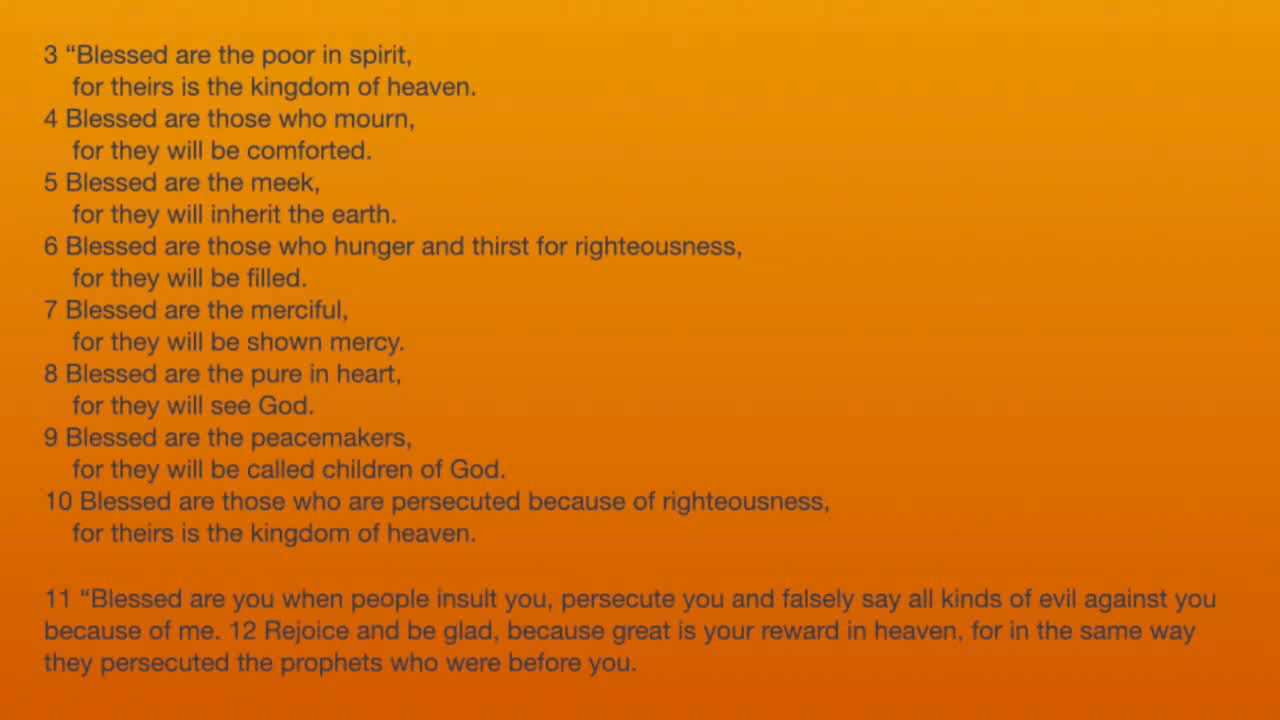 3 “Blessed are the poor in spirit,
for theirs is the kingdom of heaven.
4 Blessed are those who mourn,
for they will be comforted.
5 Blessed are the meek,
for they will inherit the earth.
6 Blessed are those who hunger and thirst for righteousness,
for they will be filled.
7 Blessed are the merciful,
for they will be shown mercy.
8 Blessed are the pure in heart,
for they will see God.
9 Blessed are the peacemakers,
for they will be called children of God.
10 Blessed are those who are persecuted because of righteousness,
for theirs is the kingdom of heaven.
11 “Blessed are you when people insult you, persecute you and falsely say all kinds of evil against you
because of me. 12 Rejoice and be glad, because great is your reward in heaven, for in the same way
they persecuted the prophets who were before you.